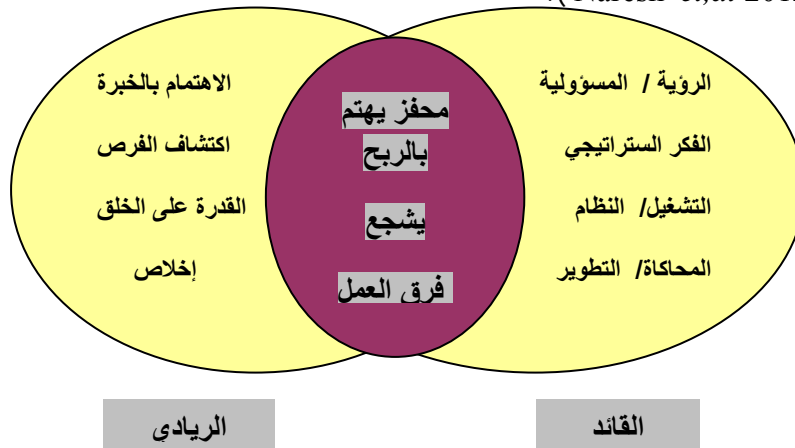 الرؤية / المسؤولية
الفكر الستراتيجي
التشغيل/ النظام
المحاكاة/ التطوير
محفز يهتم
بالربح
يشجع
فرق العمل
الاهتمام بالخبرة
اكتشاف الفرص
القدرة على الخلق
إخلاص
القائد
الريادي